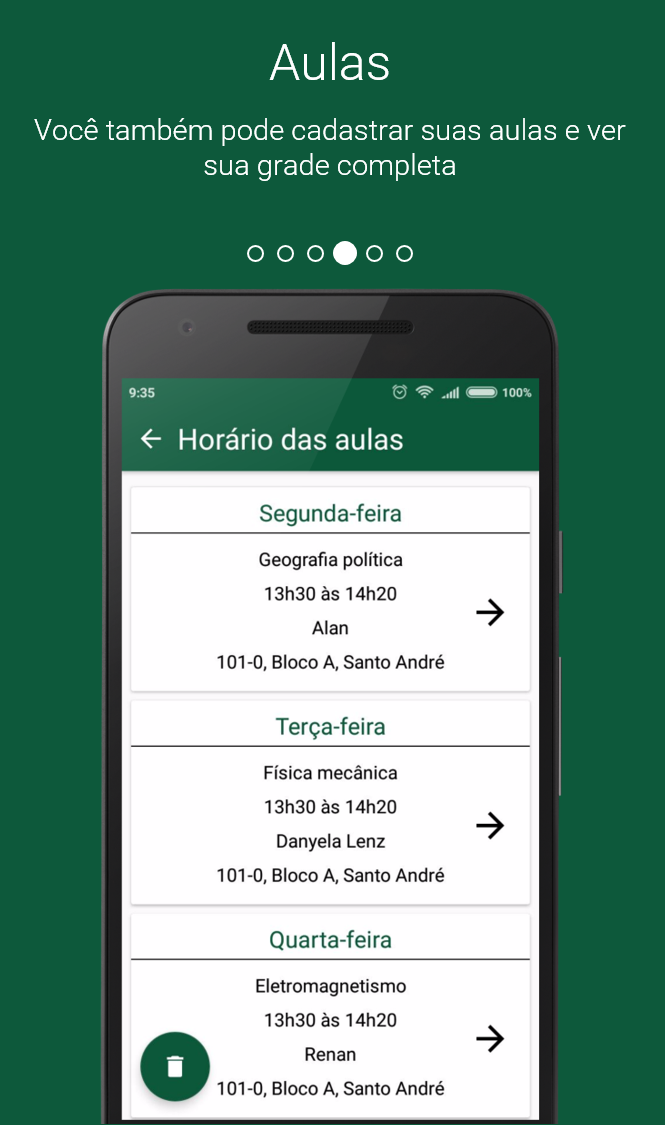 Aulas
Você também pode cadastrar suas aulas e ver
sua grade completa
9:35
100%
Horário das aulas
Segunda-feira
Geografia política
13h30 às 14h20
Alan
101-0, Bloco A, Santo André
Terça-feira
Física mecânica
13h30 às 14h20
Danyela Lenz
101-0, Bloco A, Santo André
Quarta-feira
Eletromagnetismo
13h30 às 14h20
Renan
101-0, Bloco A, Santo André